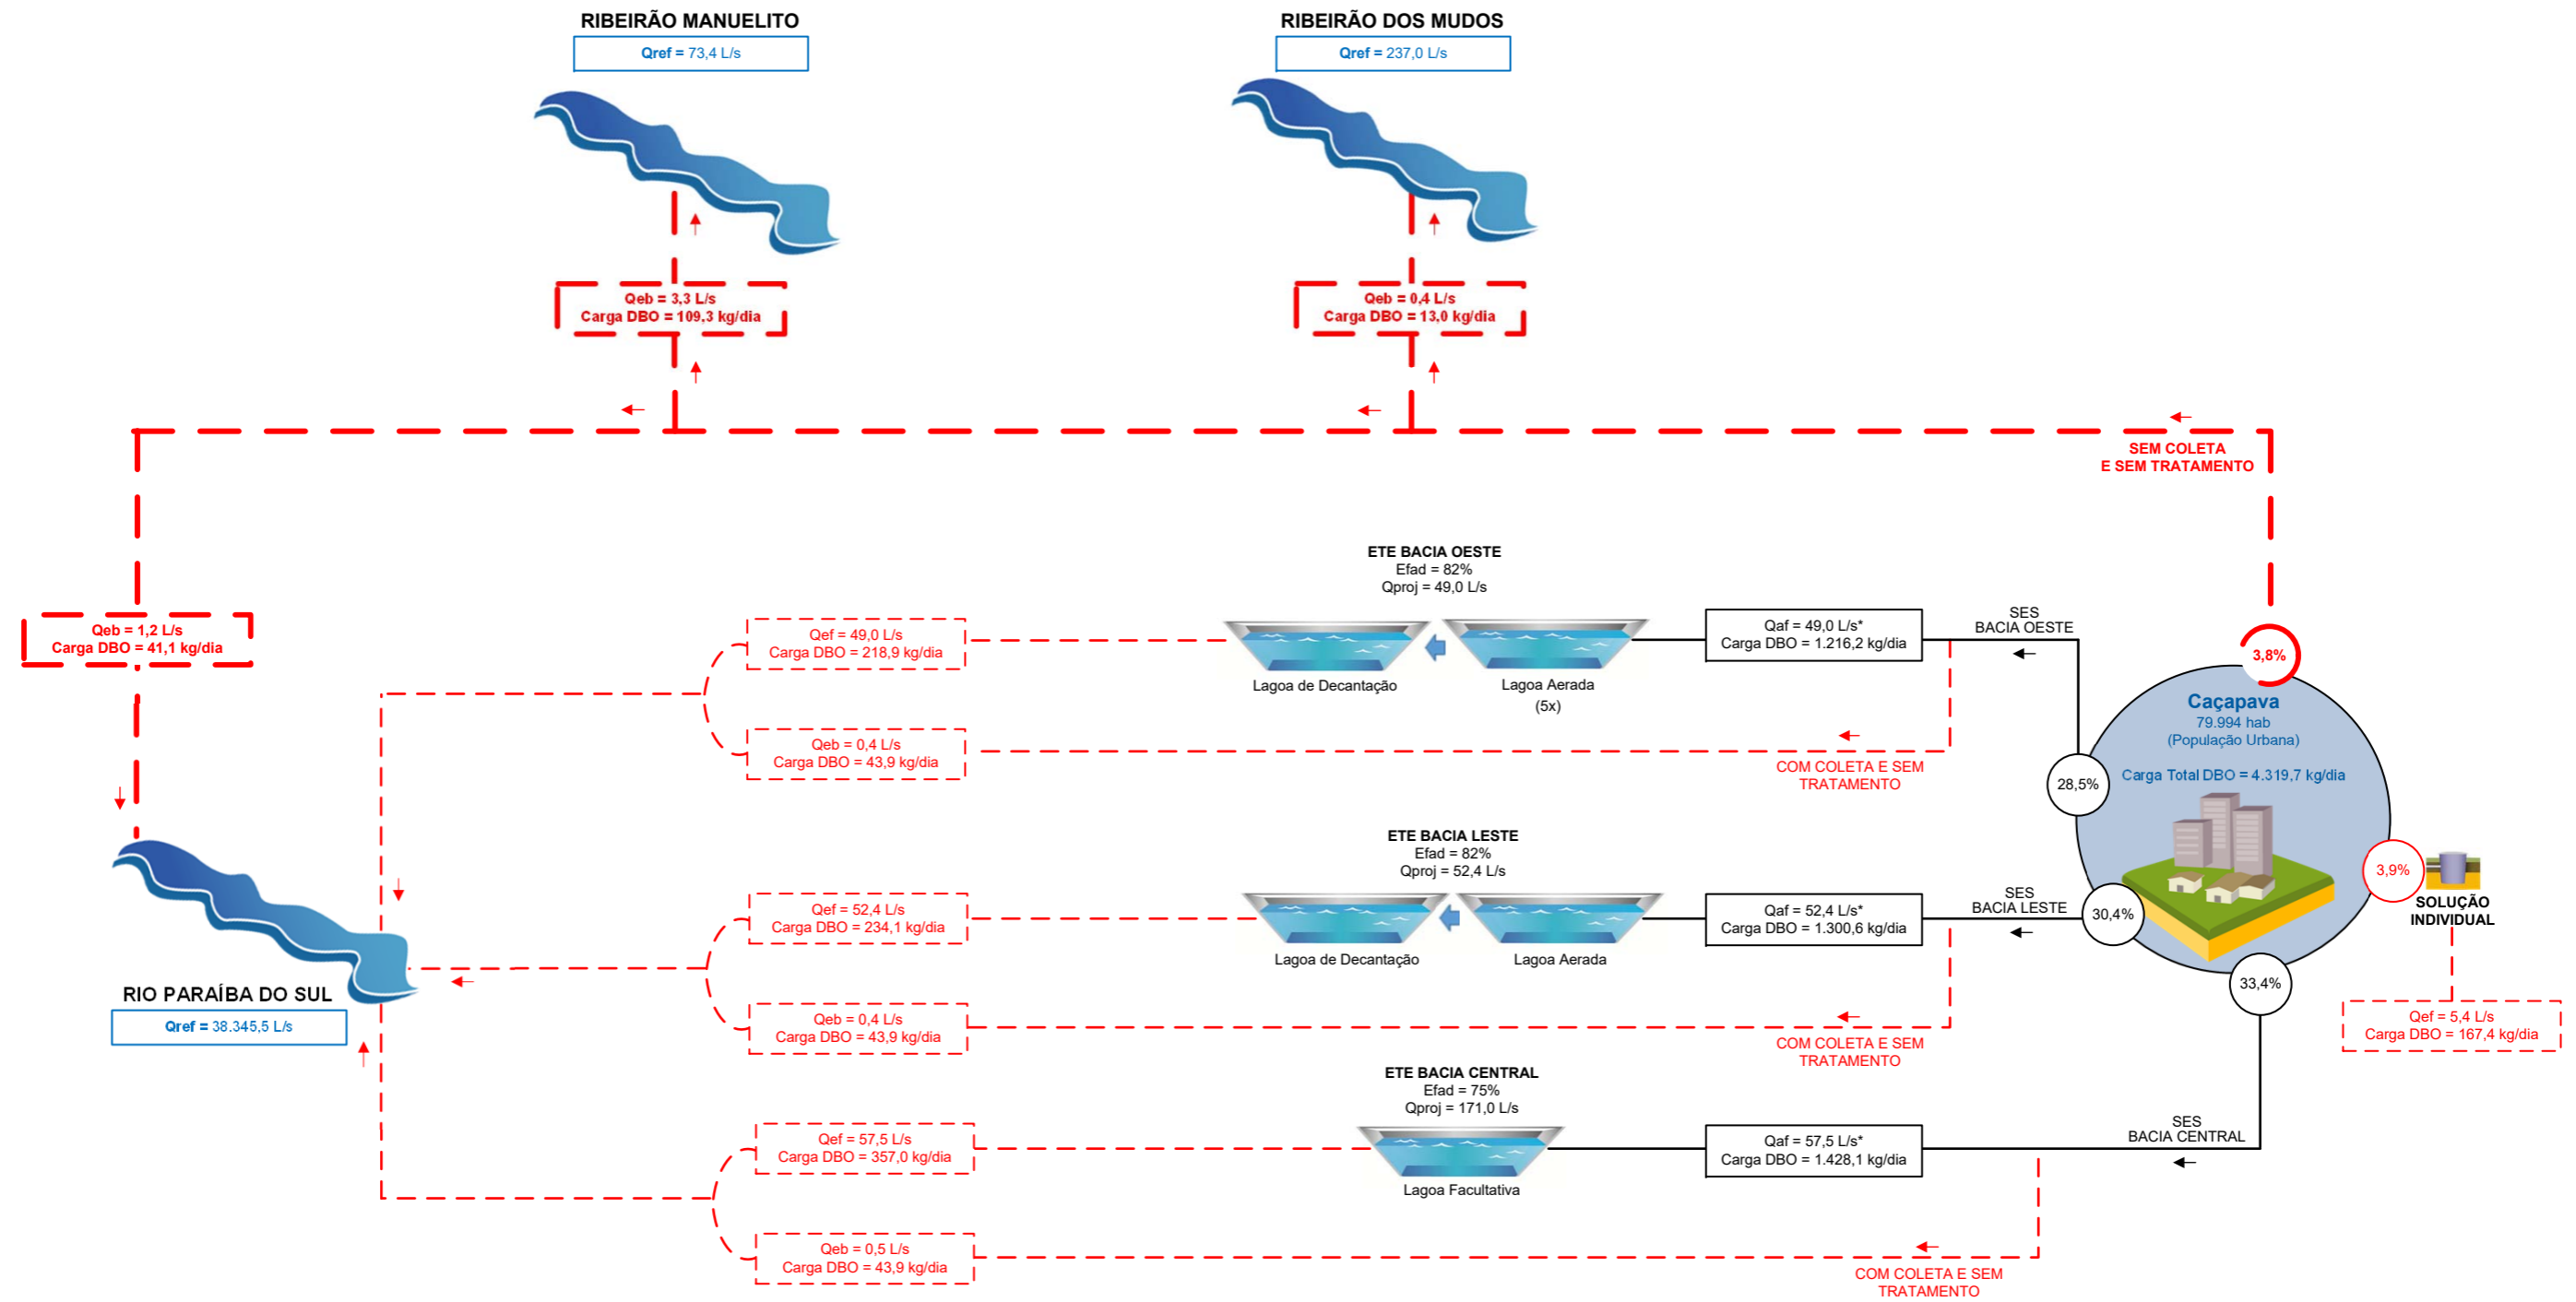 RIBEIRÃO MANUELITO
Qref = 73,4 L/s
RIBEIRÃO DOS MUDOS
Qref = 237,0 L/s
Qeb = 3,3 L/s
Carga DBO = 109,3 kg/dia
Qeb = 0,4 L/s
Carga DBO = 13,0 kg/dia
SEM COLETA
E SEM TRATAMENTO
Qeb = 1,2 L/s
Carga DBO = 41,1 kg/dia
ETE BACIA OESTE
Efad = 82%
Qproj = 49,0 L/s
Qef = 49,0 L/s
Carga DBO = 218,9 kg/dia
Lagoa de Decantação
Lagoa Aerada
(5x)
Qaf = 49,0 L/s*
Carga DBO = 1.216,2 kg/dia
SES
BACIA OESTE
3,8%
Caçapava
79.994 hab
(População Urbana)
Carga Total DBO = 4.319,7 kg/dia
28,5%
Qeb = 0,4 L/s
Carga DBO = 43,9 kg/dia
COM COLETA E SEM
TRATAMENTO
ETE BACIA LESTE
Efad = 82%
Qproj = 52,4 L/s
Qef = 52,4 L/s
Carga DBO = 234,1 kg/dia
Lagoa de Decantação
Lagoa Aerada
Qaf = 52,4 L/s*
Carga DBO = 1.300,6 kg/dia
SES
BACIA LESTE
30,4%
3,9%
SOLUÇÃO
INDIVIDUAL
33,4%
RIO PARAÍBA DO SUL
Qref = 38.345,5 L/s
Qeb = 0,4 L/s
Carga DBO = 43,9 kg/dia
COM COLETA E SEM
TRATAMENTO
Qef = 5,4 L/s
Carga DBO = 167,4 kg/dia
ETE BACIA CENTRAL
Efad = 75%
Qproj = 171,0 L/s
Qef = 57,5 L/s
Carga DBO = 357,0 kg/dia
Lagoa Facultativa
Qaf = 57,5 L/s*
Carga DBO = 1.428,1 kg/dia
SES
BACIA CENTRAL
Qeb = 0,5 L/s
Carga DBO = 43,9 kg/dia
COM COLETA E SEM
TRATAMENTO